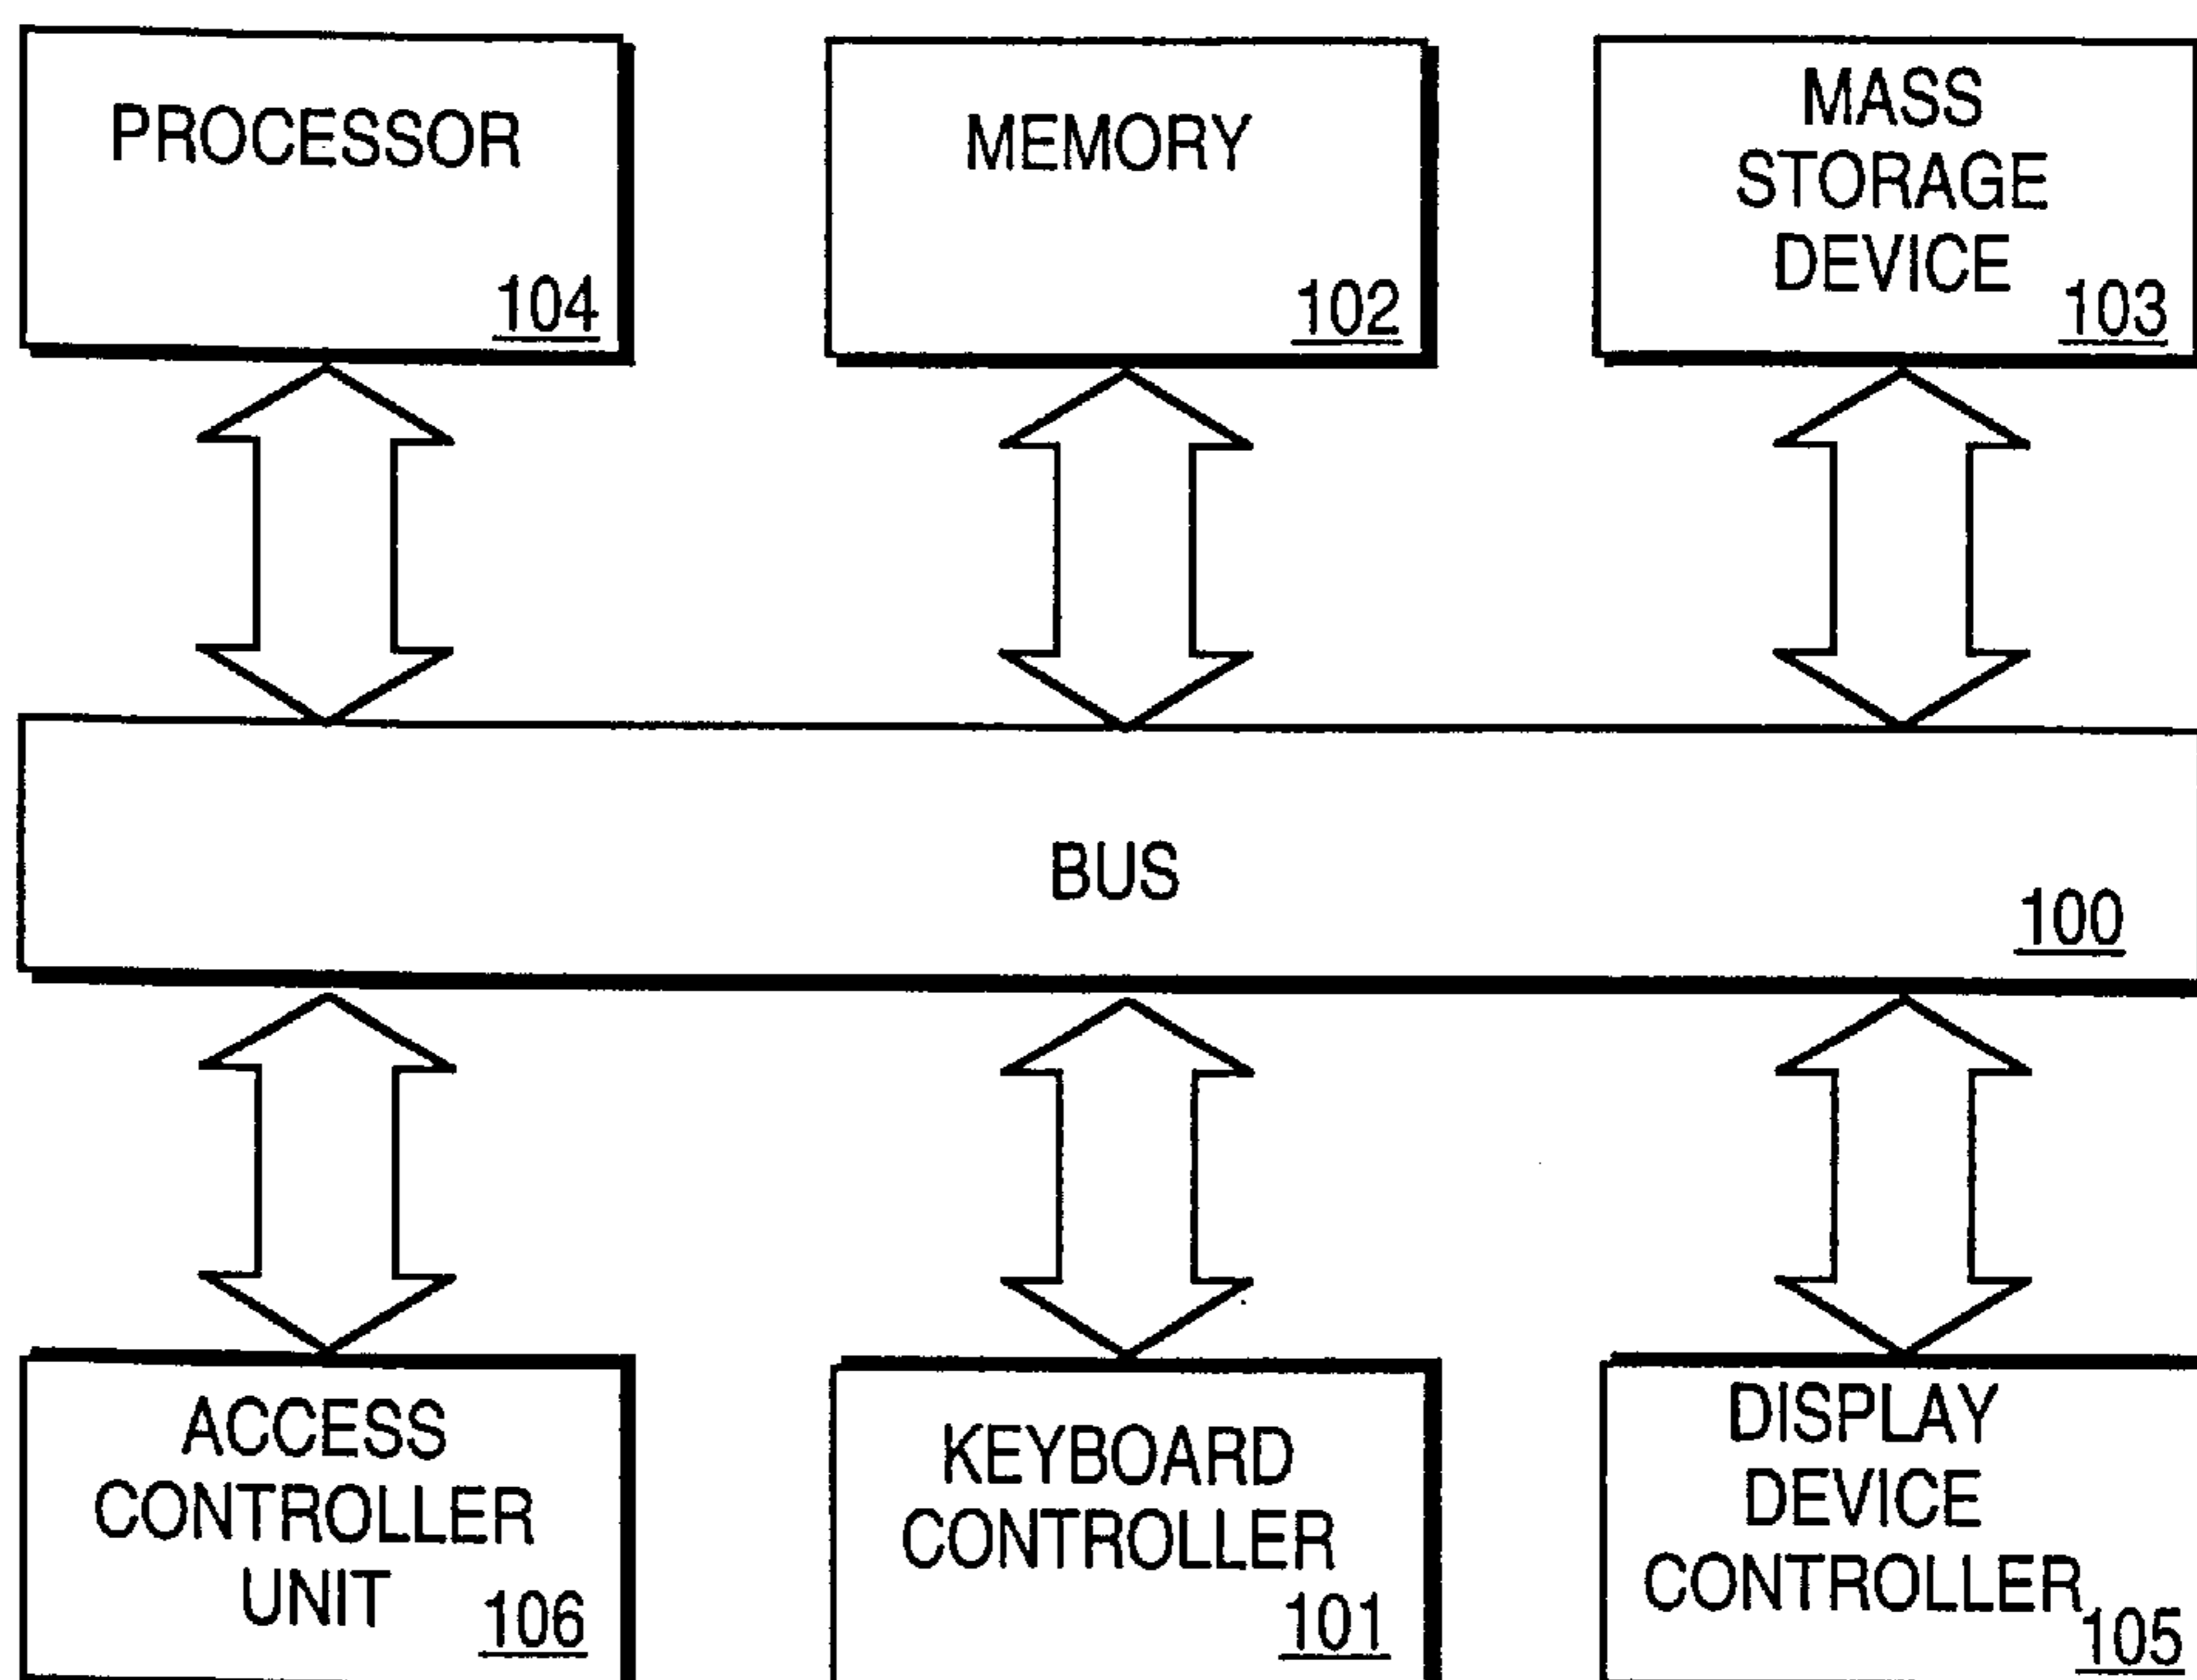 PROCESSOR
104
MEMORY
102
MASS
STORAGE
DEVICE
103
BUS
100
ACCESS
CONTROLLER
UNIT
106
KEYBOARD
CONTROLLER
101
DISPLAY
DEVICE
CONTROLLER
105